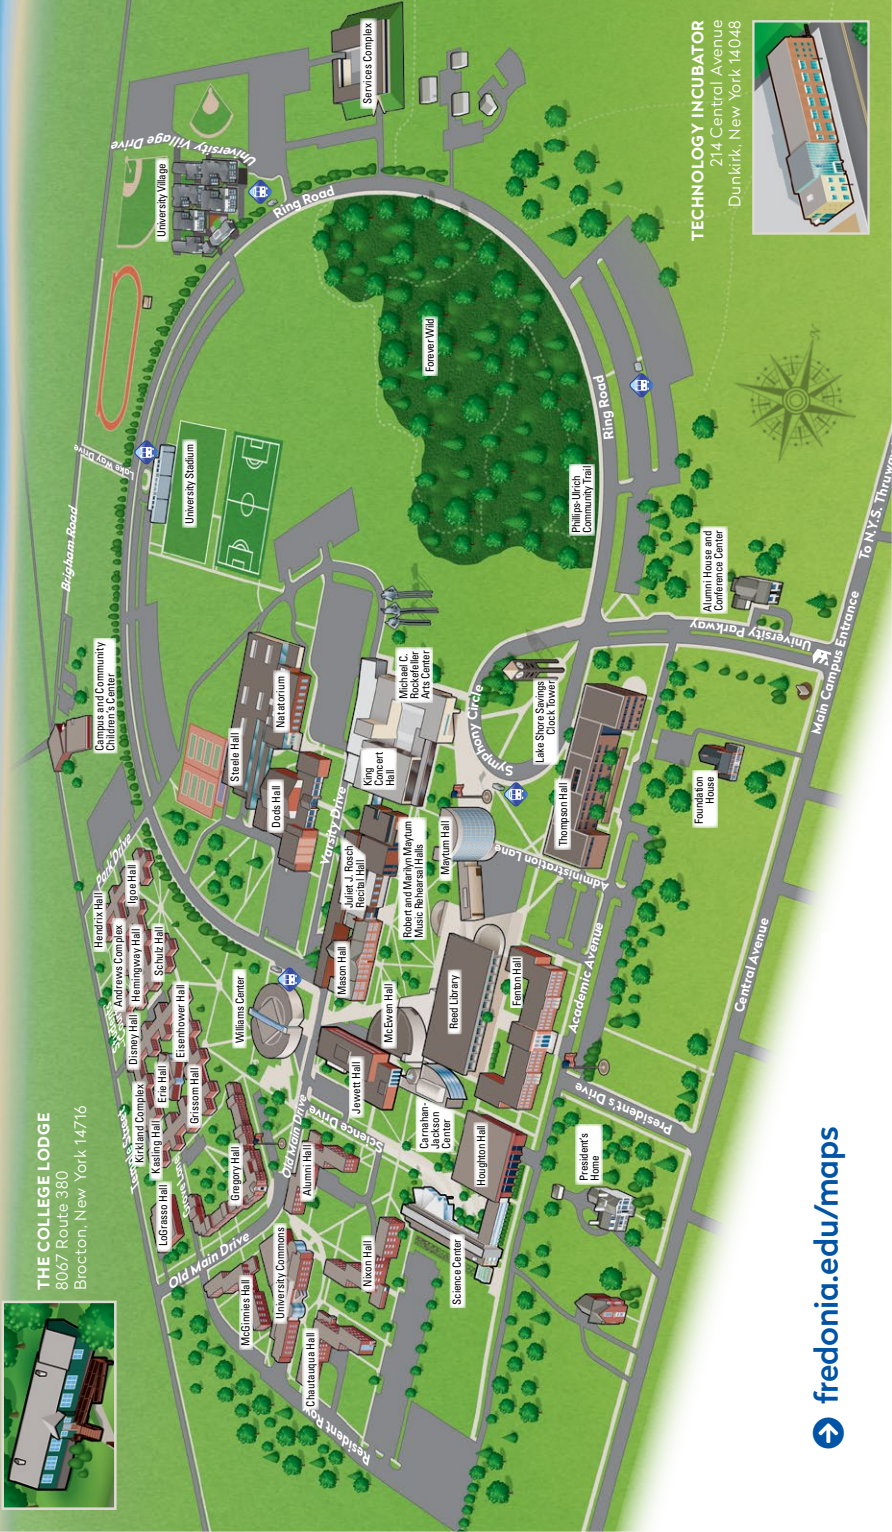 THE COLLEGE LODGE
8067 Route 380
Brocton, New York 14716
TECHNOLOGY INCUBATOR
214 Central Avenue
Dunkirk, New York 14048
Brigham Road
Campus and Community
Children's Center
Lake Way Drive
University Village Drive
University Village
Services Complex
Ring Road
University Stadium
Forever Wild
Phillips-Ulrich
Community Trail
Ring Road
Park Drive
Hendrix Hall
Igoe Hall
Andrews Complex
Hemingway Hall
Schulz Hall
Disney Hall
Eisenhower Hall
Kirkland Complex
Erie Hall
Kasling Hall
Grissom Hall
LoGrasso Hall
Gregory Hall
Old Main Drive
Old Main Drive
Williams Center
Steele Hall
Natatorium
Dods Hall
Varsity Drive
King
Concert
Hall
Michael C.
Rockefeller
Arts Center
Juliet J. Rosch
Recital Hall
Robert and Marilyn Maytum
Music Rehearsal Halls
Mason Hall
Maytum Hall
Symphony Circle
Lake Shore Savings
Clock Tower
Thompson Hall
Administration Lane
McEwen Hall
Reed Library
Fenton Hall
Academic Avenue
Jewett Hall
Carnahan-
Jackson
Center
Science Drive
Alumni Hall
Houghton Hall
McGinnies Hall
University Commons
Nixon Hall
Chautauqua Hall
Science Center
Resident Row
President's
Home
President's Drive
Central Avenue
Foundation
House
Alumni House and
Conference Center
University Parkway
Main Campus Entrance
To N.Y.S. Thruway
N
fredonia.edu/maps